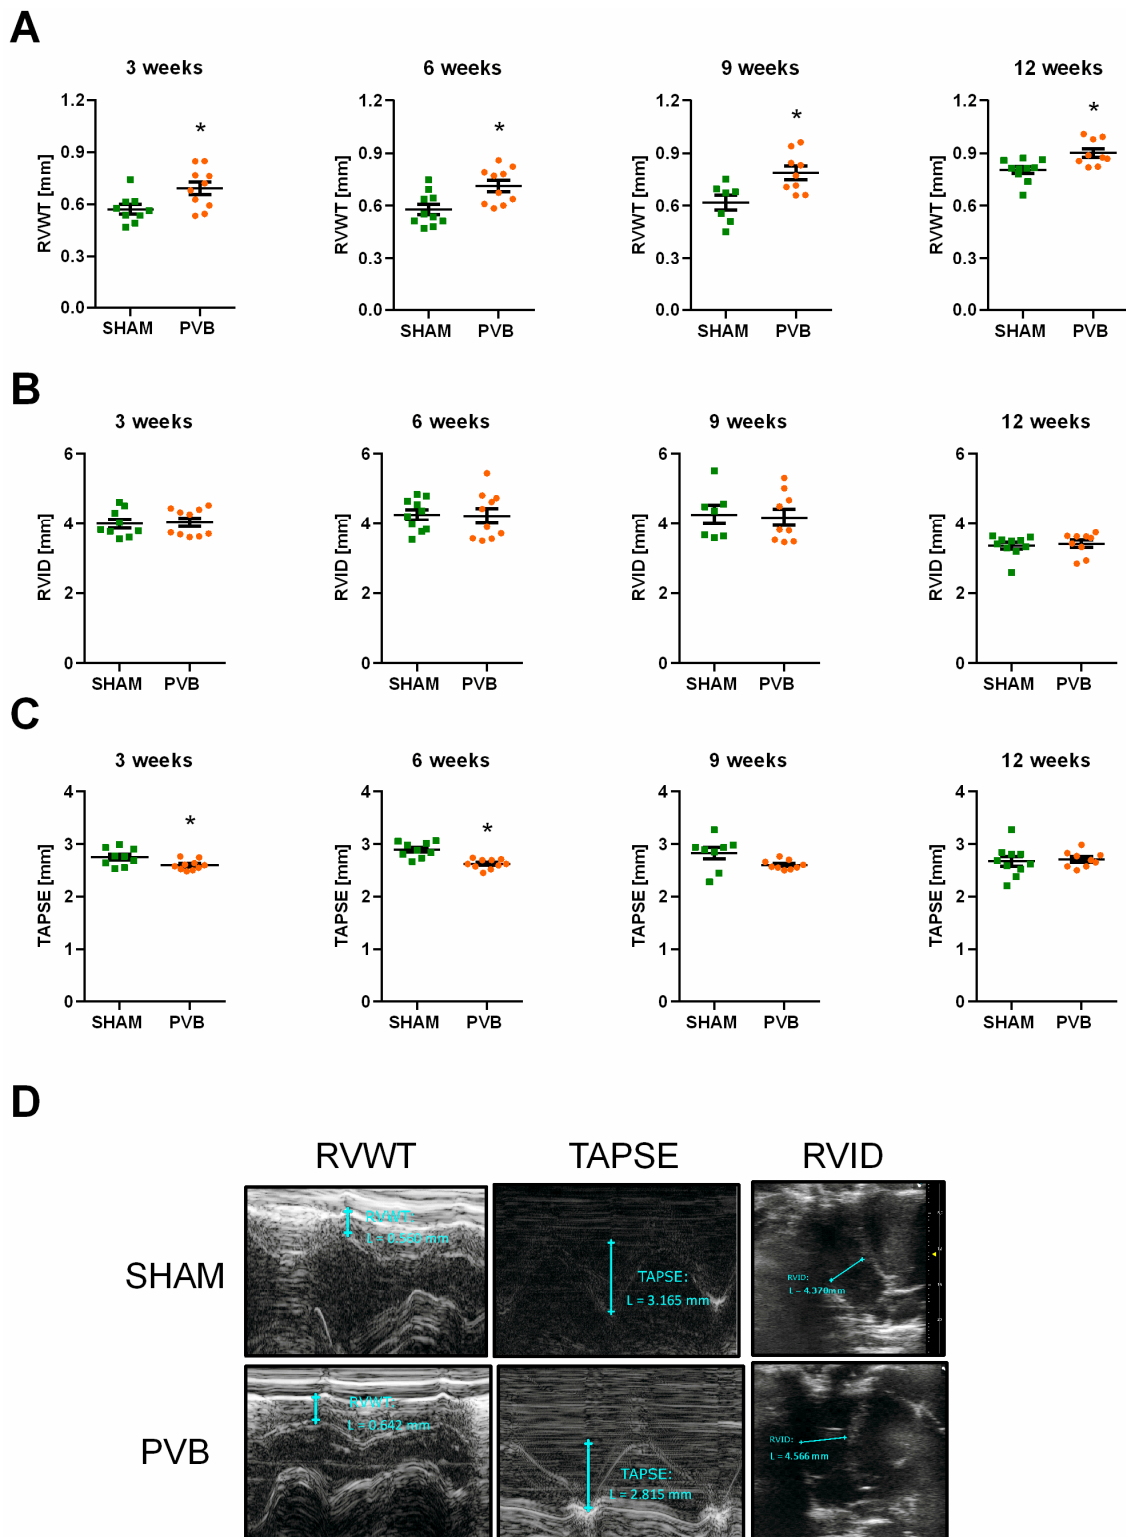 A
3 weeks
6 weeks
9 weeks
12 weeks
RVWT [mm]
1.2
0.9
0.6
0.3
0.0
*
SHAM PVB
RVWT [mm]
1.2
0.9
0.6
0.3
0.0
*
SHAM PVB
RVWT [mm]
1.2
0.9
0.6
0.3
0.0
*
SHAM PVB
RVWT [mm]
1.2
0.9
0.6
0.3
0.0
*
SHAM PVB
B
3 weeks
6 weeks
9 weeks
12 weeks
RVID [mm]
6
4
2
0
SHAM PVB
RVID [mm]
6
4
2
0
SHAM PVB
RVID [mm]
6
4
2
0
SHAM PVB
RVID [mm]
6
4
2
0
SHAM PVB
C
3 weeks
6 weeks
9 weeks
12 weeks
TAPSE [mm]
4
3
2
1
0
*
SHAM PVB
TAPSE [mm]
4
3
2
1
0
*
SHAM PVB
TAPSE [mm]
4
3
2
1
0
SHAM PVB
TAPSE [mm]
4
3
2
1
0
SHAM PVB
D
RVWT TAPSE RVID
SHAM
RVWT:
L = 0.560 mm
TAPSE:
L = 3.165 mm
RVID:
L = 4.370mm
PVB
RVWT:
L = 0.642 mm
TAPSE:
L = 2.815 mm
RVID:
L = 4.566 mm